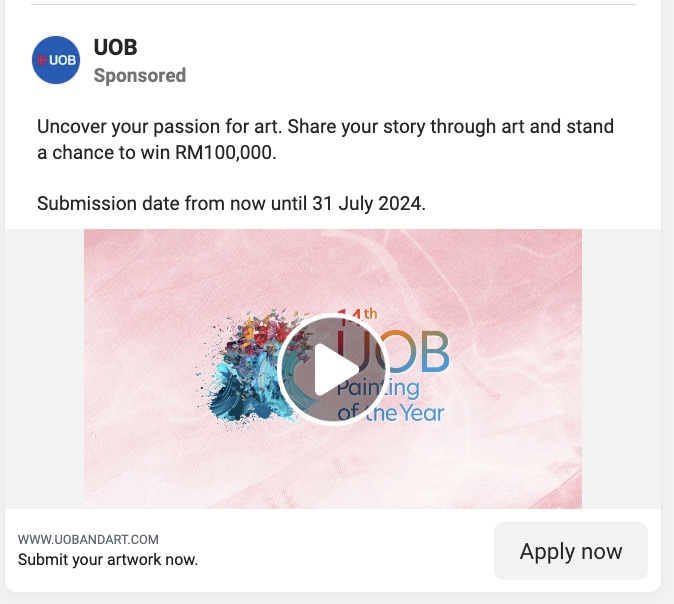 UOB
UOB
Sponsored
Uncover your passion for art. Share your story through art and stand
a chance to win RM100,000.
Submission date from now until 31 July 2024.
14th
UOB
Painting
of the Year
WWW.UOBANDART.COM
Submit your artwork now.
Apply now